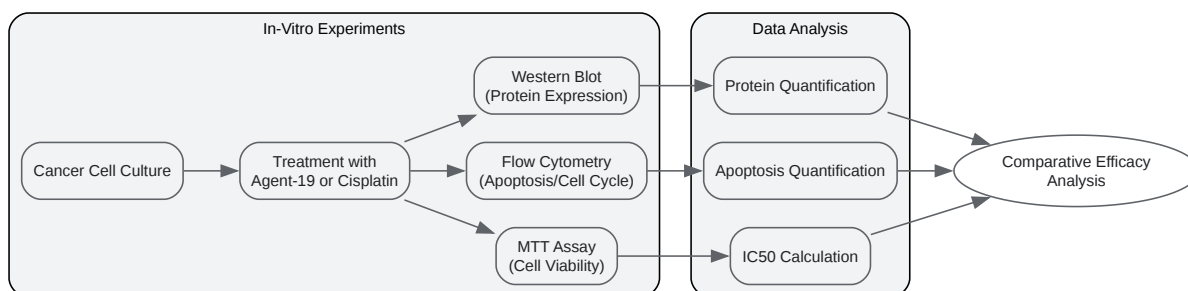 In-Vitro Experiments
Data Analysis
Western Blot
(Protein Expression)
Protein Quantification
Cancer Cell Culture
Treatment with
Agent-19 or Cisplatin
Flow Cytometry
(Apoptosis/Cell Cycle)
Apoptosis Quantification
Comparative Efficacy
Analysis
MTT Assay
(Cell Viability)
IC50 Calculation